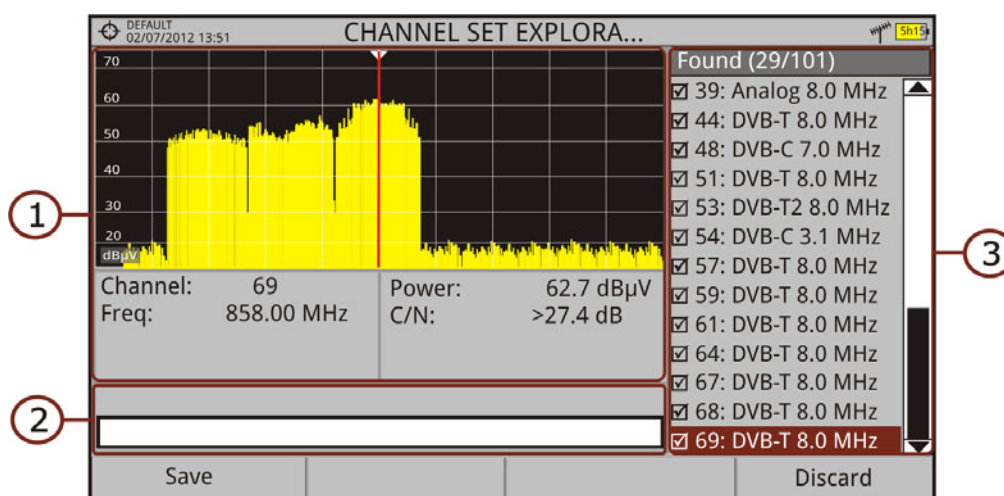 DEFAULT
02/07/2012 13:51
CHANNEL SET EXPLORA...
5h15
70
60
50
40
30
20
dBµV
Channel: 69
Freq: 858.00 MHz
Power: 62.7 dBµV
C/N: >27.4 dB
Found (29/101)
39: Analog 8.0 MHz
44: DVB-T 8.0 MHz
48: DVB-C 7.0 MHz
51: DVB-T 8.0 MHz
53: DVB-T2 8.0 MHz
54: DVB-C 3.1 MHz
57: DVB-T 8.0 MHz
59: DVB-T 8.0 MHz
61: DVB-T 8.0 MHz
64: DVB-T 8.0 MHz
67: DVB-T 8.0 MHz
68: DVB-T 8.0 MHz
69: DVB-T 8.0 MHz
Save
Discard
1
2
3